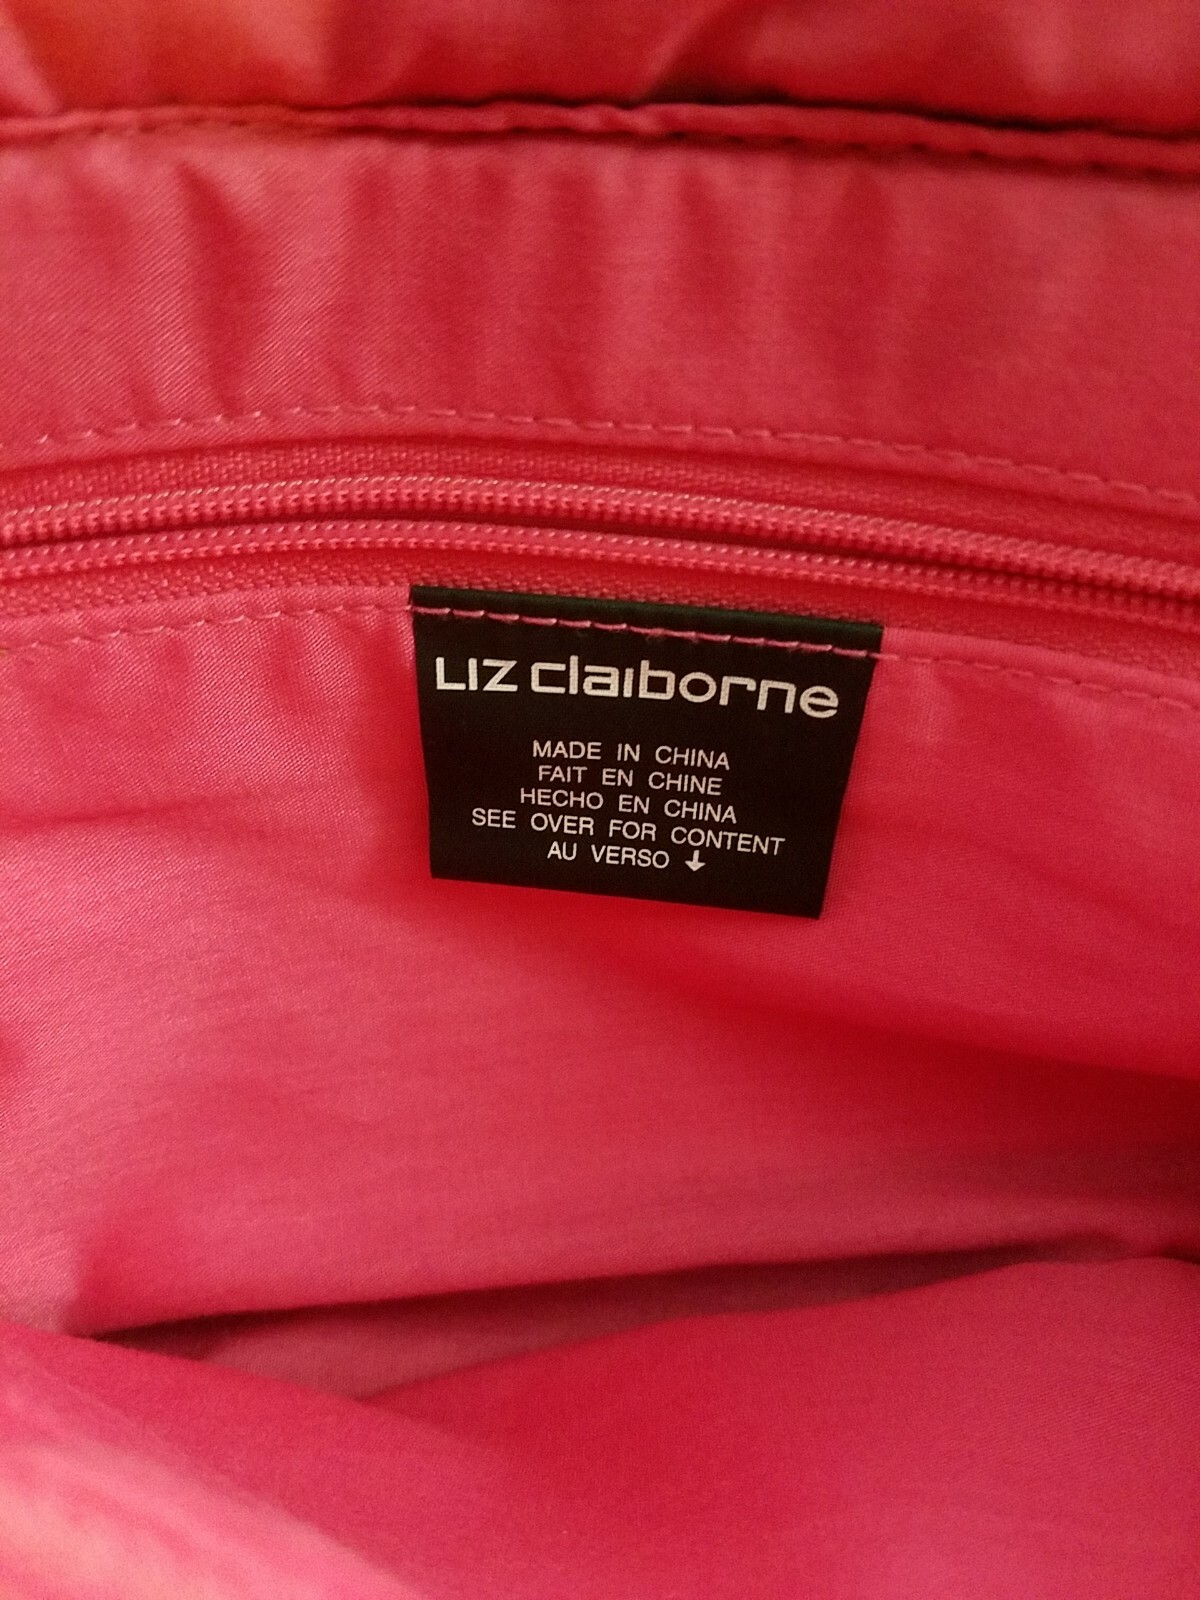 LIZ claiborne
MADE IN CHINA
FAIT EN CHINE
HECHO EN CHINA
SEE OVER FOR CONTENT
AU VERSO ↓